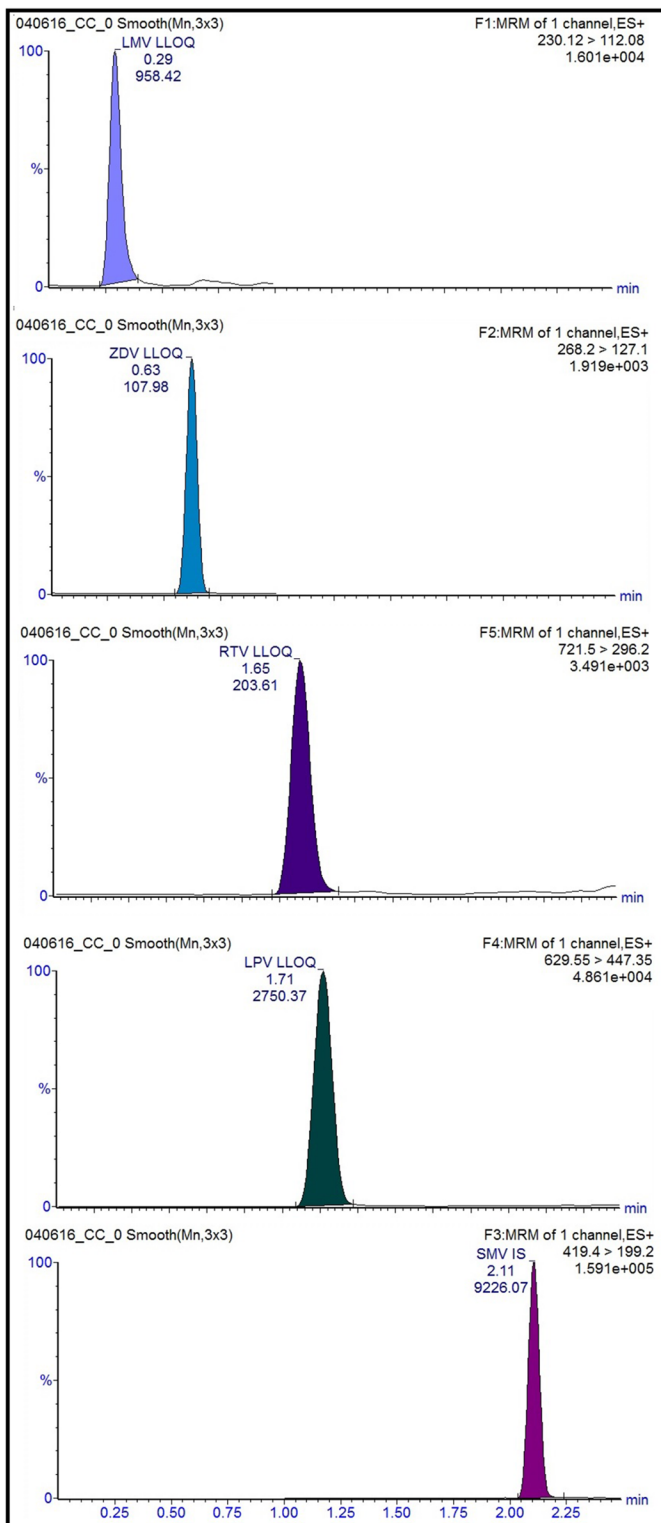 040616_CC_0 Smooth(Mn,3x3)
F1:MRM of 1 channel,ES+
LMV LLOQ
230.12 > 112.08
0.29
1.601e+004
958.42
100
%
0
min
040616_CC_0 Smooth(Mn,3x3)
F2:MRM of 1 channel,ES+
ZDV LLOQ
268.2 > 127.1
0.63
1.919e+003
107.98
100
%
0
min
040616_CC_0 Smooth(Mn,3x3)
F5:MRM of 1 channel,ES+
RTV LLOQ
721.5 > 296.2
1.65
3.491e+003
203.61
100
%
0
min
040616_CC_0 Smooth(Mn,3x3)
F4:MRM of 1 channel,ES+
LPV LLOQ
629.55 > 447.35
1.71
4.861e+004
2750.37
100
%
0
min
040616_CC_0 Smooth(Mn,3x3)
F3:MRM of 1 channel,ES+
SMV IS
419.4 > 199.2
2.11
1.591e+005
9226.07
100
%
0
min
0.25 0.50 0.75 1.00 1.25 1.50 1.75 2.00 2.25